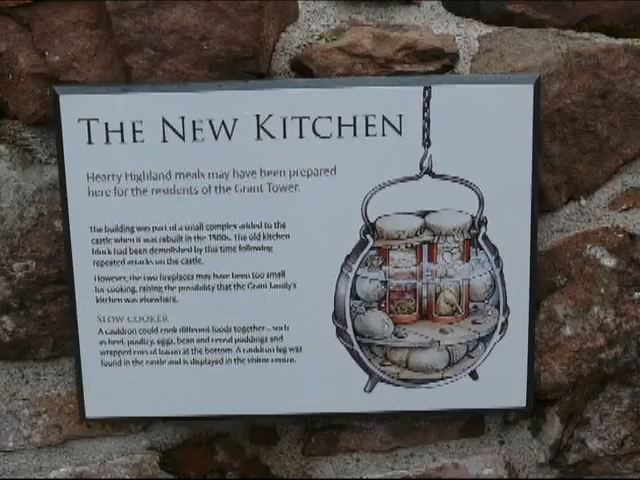 THE NEW KITCHEN
Hearty Highland meals may have been prepared
here for the residents of the Grant Tower.
The building was part of a small complex added to the
castle when it was rebuilt in the 1500s. The old kitchen
block had been demolished by this time following
repeated attacks on the castle.
However, the two fireplaces may have been too small
for cooking, raising the possibility that the Grant family's
kitchen was elsewhere.
SLOW COOKER
A cauldron could cook different foods together – such
as beef, poultry, eggs, bean and cereal puddings and
wrapped cuts of bacon at the bottom. A cauldron leg was
found in the castle and is displayed in the visitor centre.